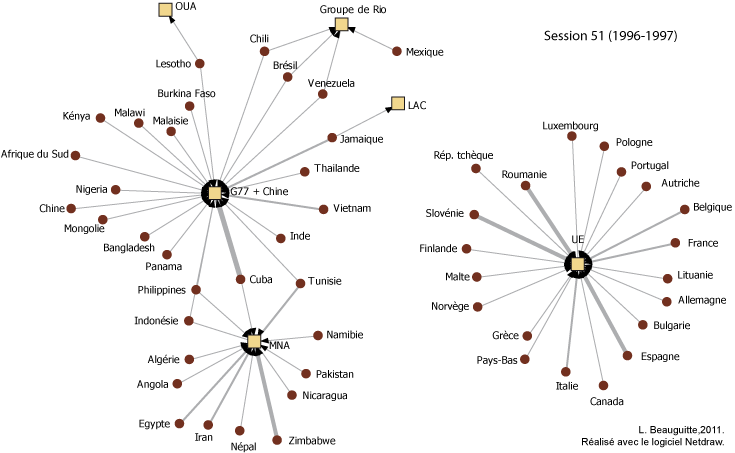 OUA
Groupe de Rio
Session 51 (1996-1997)
Chili
Mexique
Lesotho
Brésil
Venezuela
Burkina Faso
LAC
Kénya
Malawi
Malaisie
Jamaique
Afrique du Sud
Thailande
Nigeria
G77 + Chine
Chine
Vietnam
Mongolie
Inde
Bangladesh
Panama
Cuba
Tunisie
Philippines
Indonésie
MNA
Namibie
Algérie
Angola
Pakistan
Nicaragua
Egypte
Iran
Népal
Zimbabwe
Luxembourg
Pologne
Rép. tchèque
Roumanie
Portugal
Autriche
Slovénie
Belgique
UE
France
Finlande
Malte
Lituanie
Norvège
Allemagne
Bulgarie
Grèce
Pays-Bas
Espagne
Italie
Canada
L. Beauguitte,2011.
Réalisé avec le logiciel Netdraw.